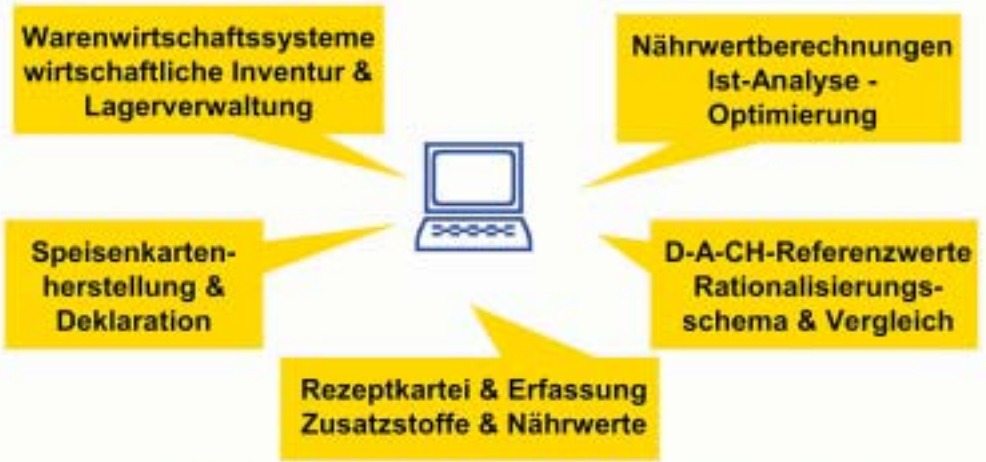 Warenwirtschaftssysteme
wirtschaftliche Inventur &
Lagerverwaltung
Nährwertberechnungen
Ist-Analyse -
Optimierung
Speisenkarten-
herstellung &
Deklaration
D-A-CH-Referenzwerte
Rationalisierungs-
schema & Vergleich
Rezeptkartei & Erfassung
Zusatzstoffe & Nährwerte